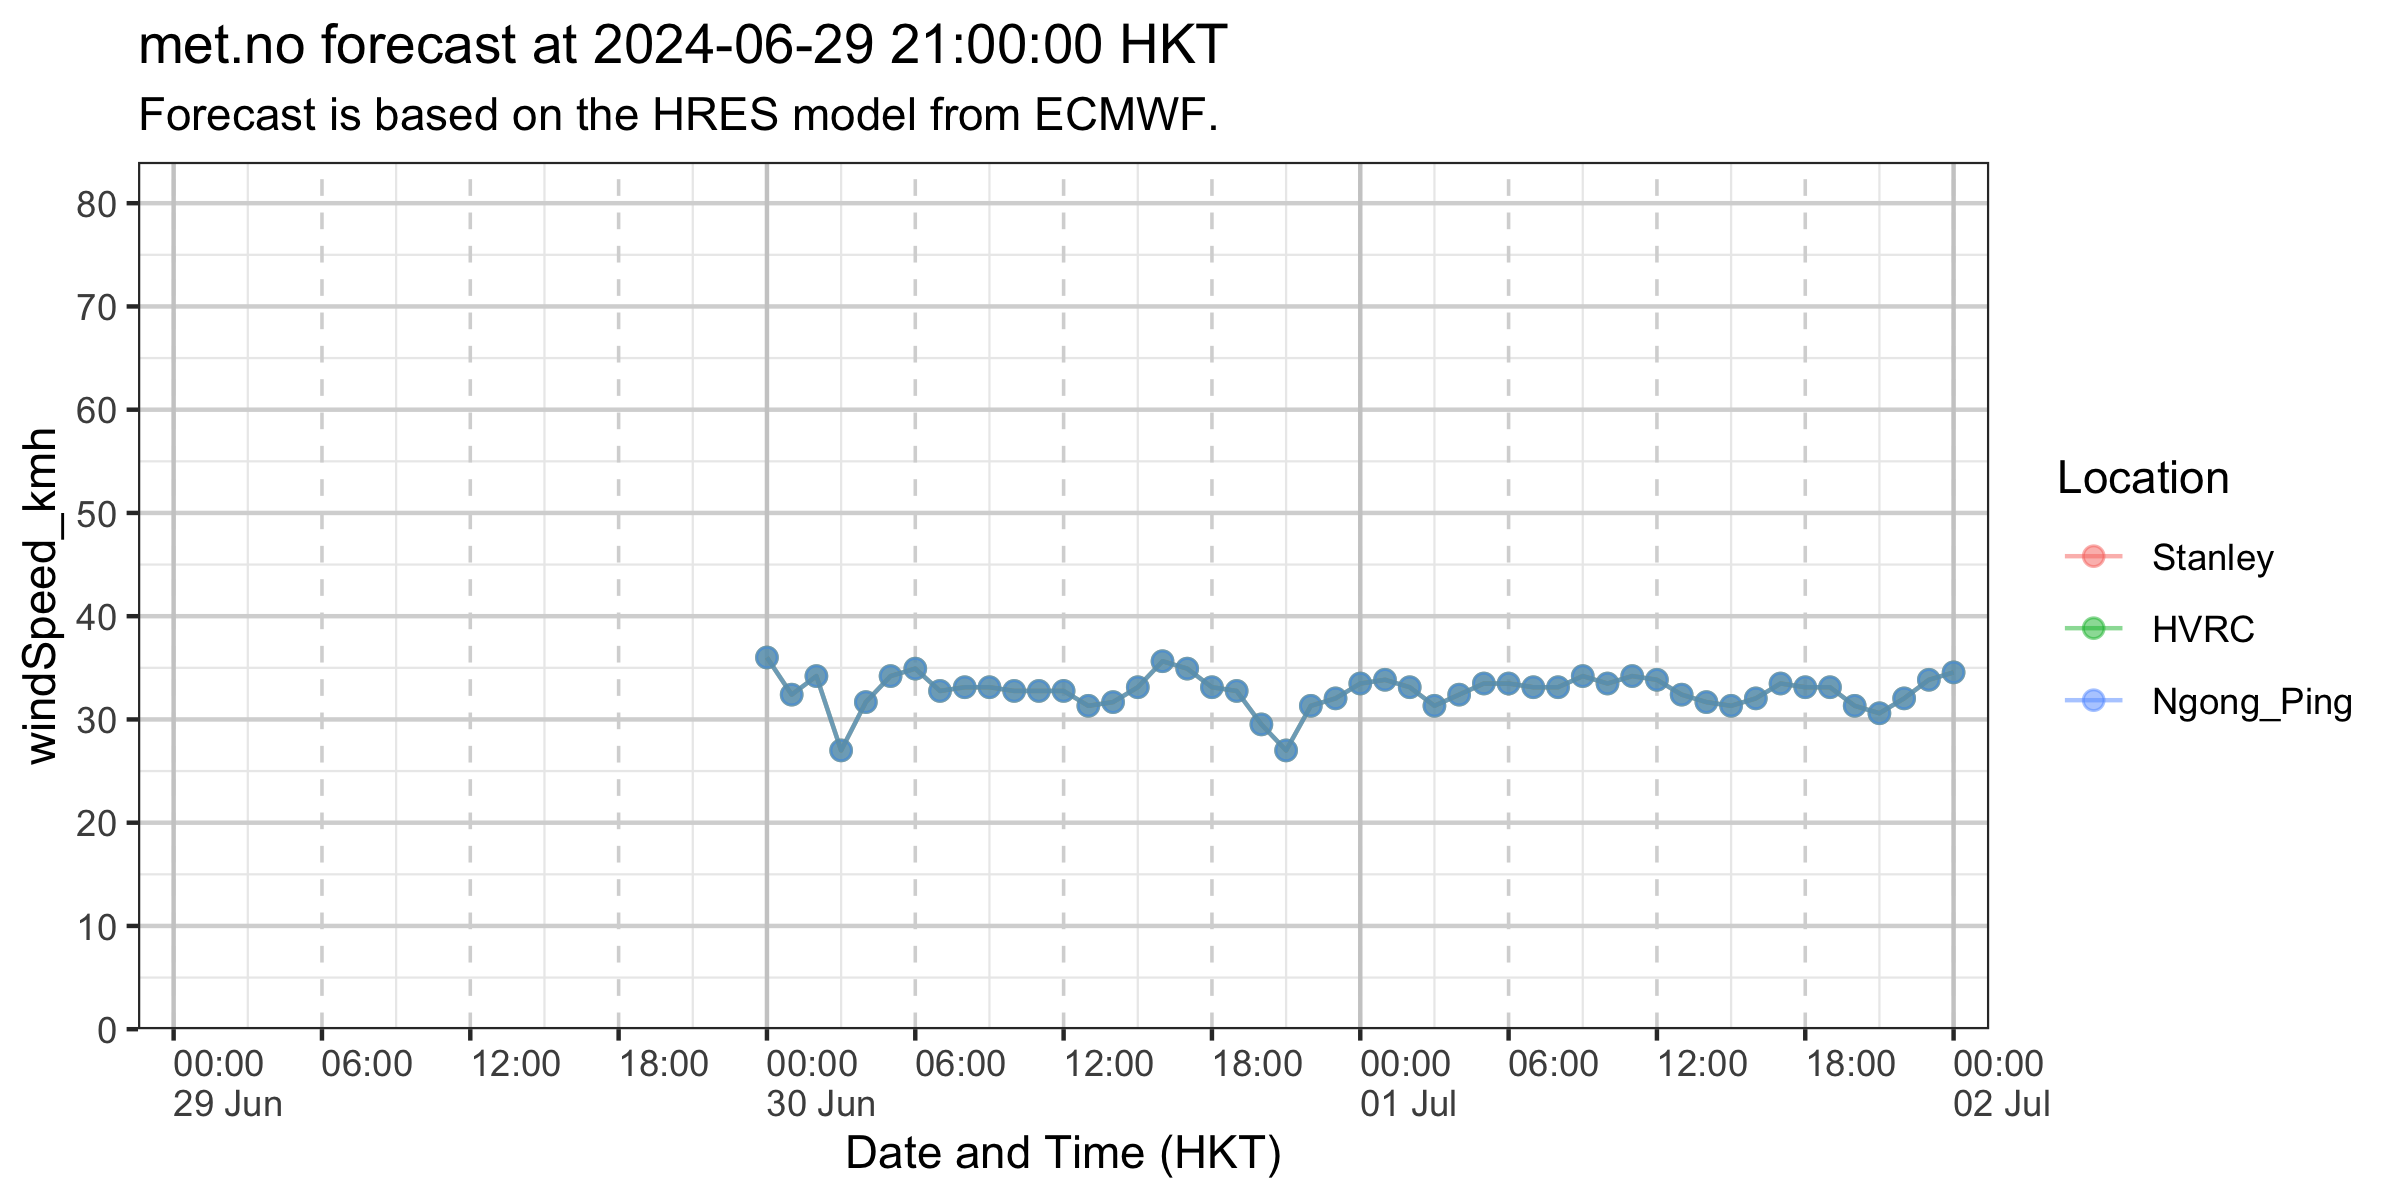 met.no forecast at 2024-06-29 21:00:00 HKT
Forecast is based on the HRES model from ECMWF.
windSpeed_kmh
80
70
60
50
40
30
20
10
0
00:00 06:00 12:00 18:00 00:00 06:00 12:00 18:00 00:00 06:00 12:00 18:00 00:00
29 Jun 30 Jun 01 Jul 02 Jul
Date and Time (HKT)
Location
Stanley
HVRC
Ngong_Ping